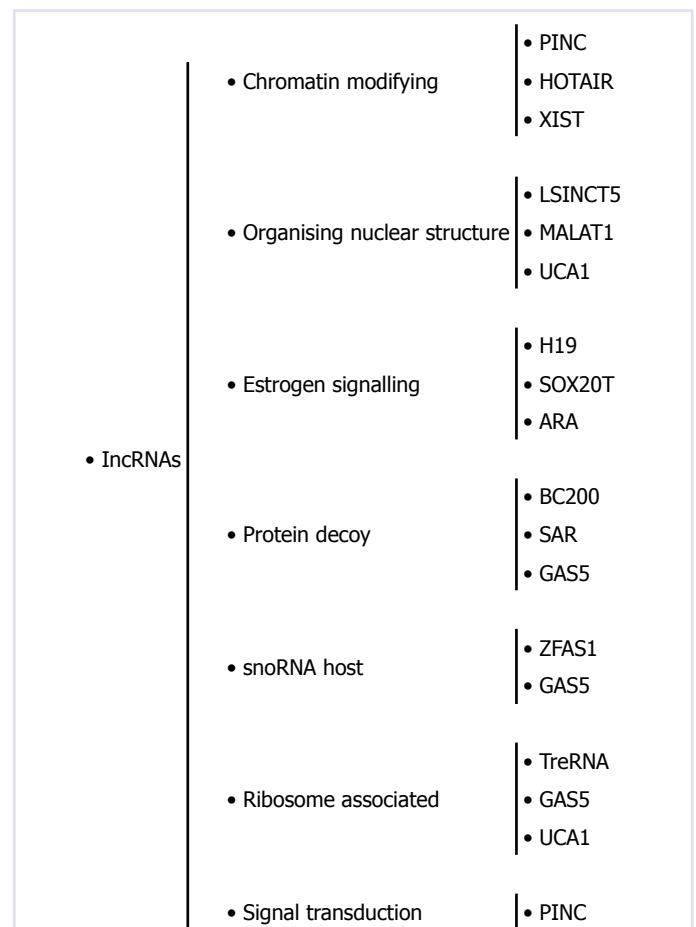 • lncRNAs
• Chromatin modifying
• PINC
• HOTAIR
• XIST
• Organising nuclear structure
• LSINCT5
• MALAT1
• UCA1
• Estrogen signalling
• H19
• SOX20T
• ARA
• Protein decoy
• BC200
• SAR
• GAS5
• snoRNA host
• ZFAS1
• GAS5
• Ribosome associated
• TreRNA
• GAS5
• UCA1
• Signal transduction
• PINC